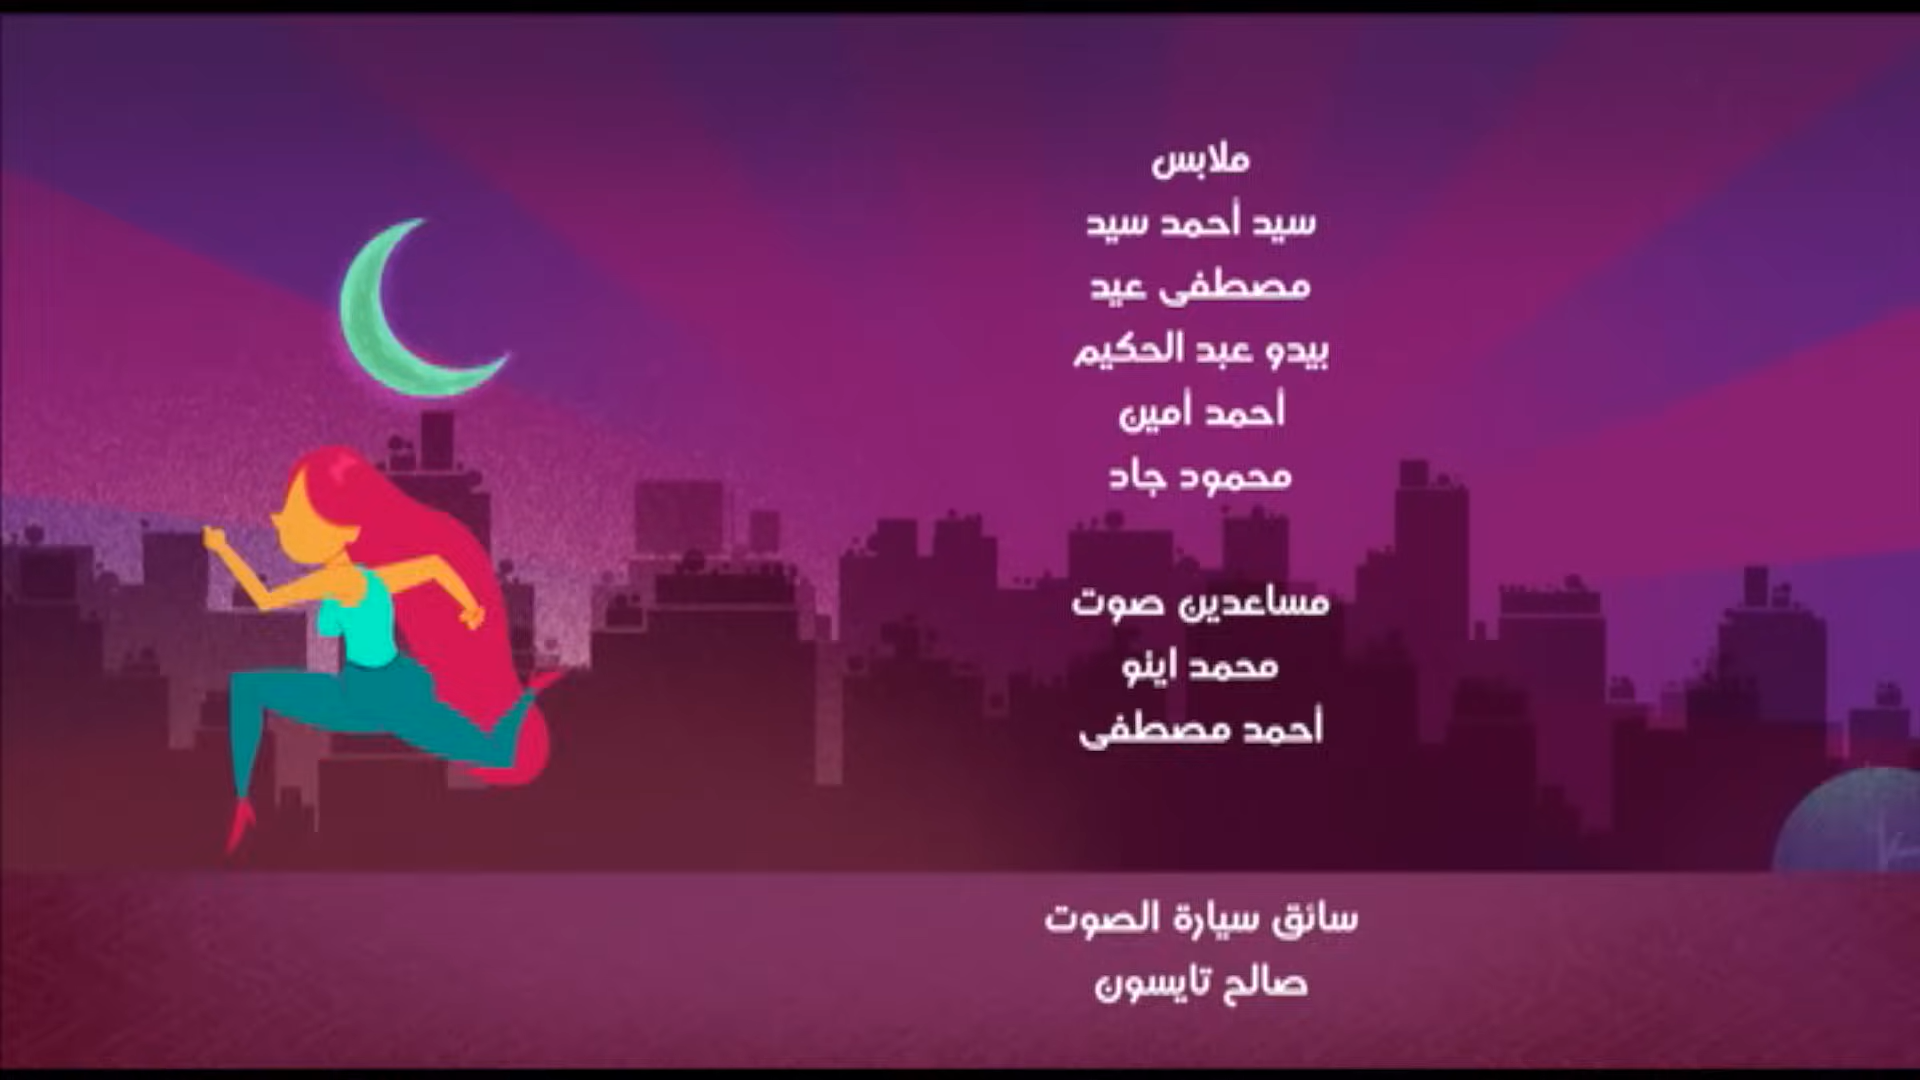 ملابس
سيد أحمد سيد
مصطفى عيد
بيدو عبد الحكيم
أحمد أمين
محمود جاد
مساعدين صوت
محمد اينو
أحمد مصطفى
سائق سيارة الصوت
صالح تايسون